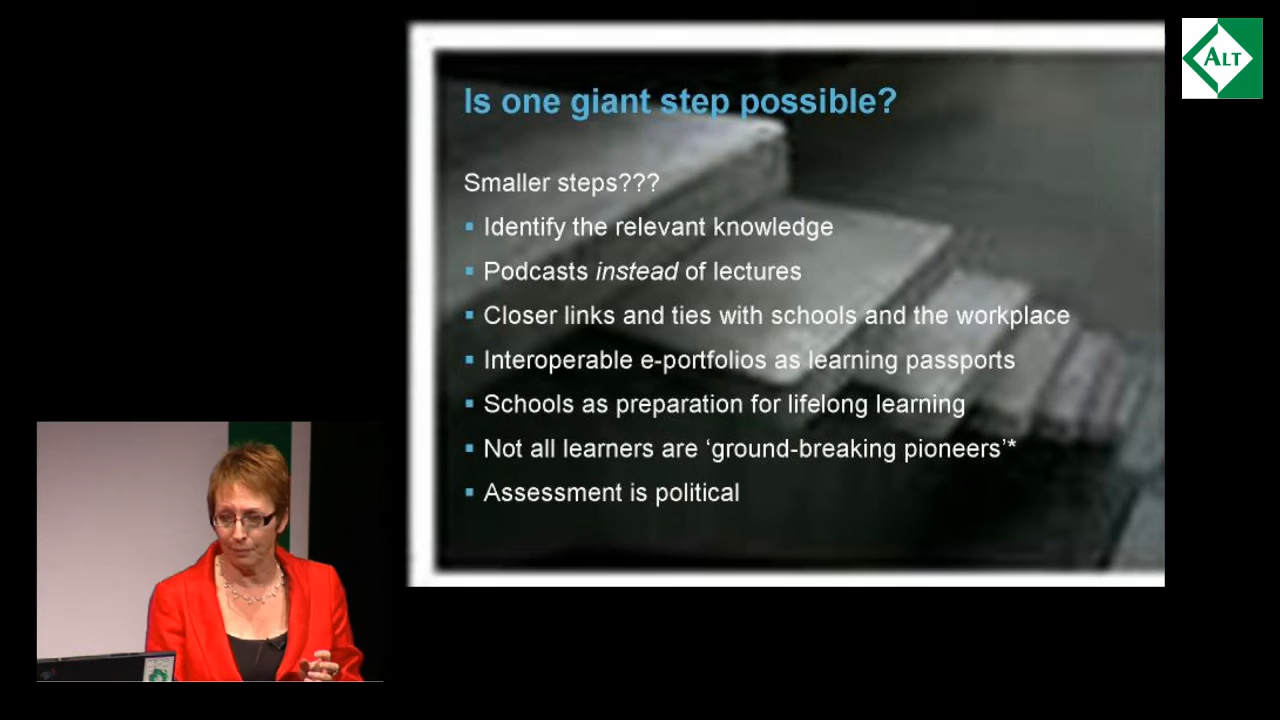 Is one giant step possible?
Smaller steps???
Identify the relevant knowledge
Podcasts instead of lectures
Closer links and ties with schools and the workplace
Interoperable e-portfolios as learning passports
Schools as preparation for lifelong learning
Not all learners are ‘ground-breaking pioneers’*
Assessment is political
ALT